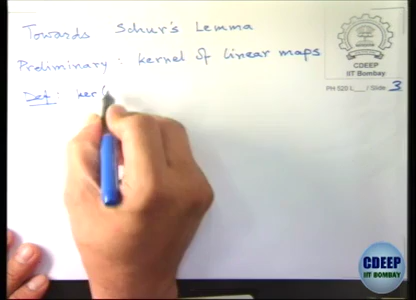 Towards Schur's Lemma
Preliminary: kernel of linear maps
Def: ker(
CDEEP
IIT Bombay
PH 520 L___/ Slide 3
CDEEP
IIT BOMBAY